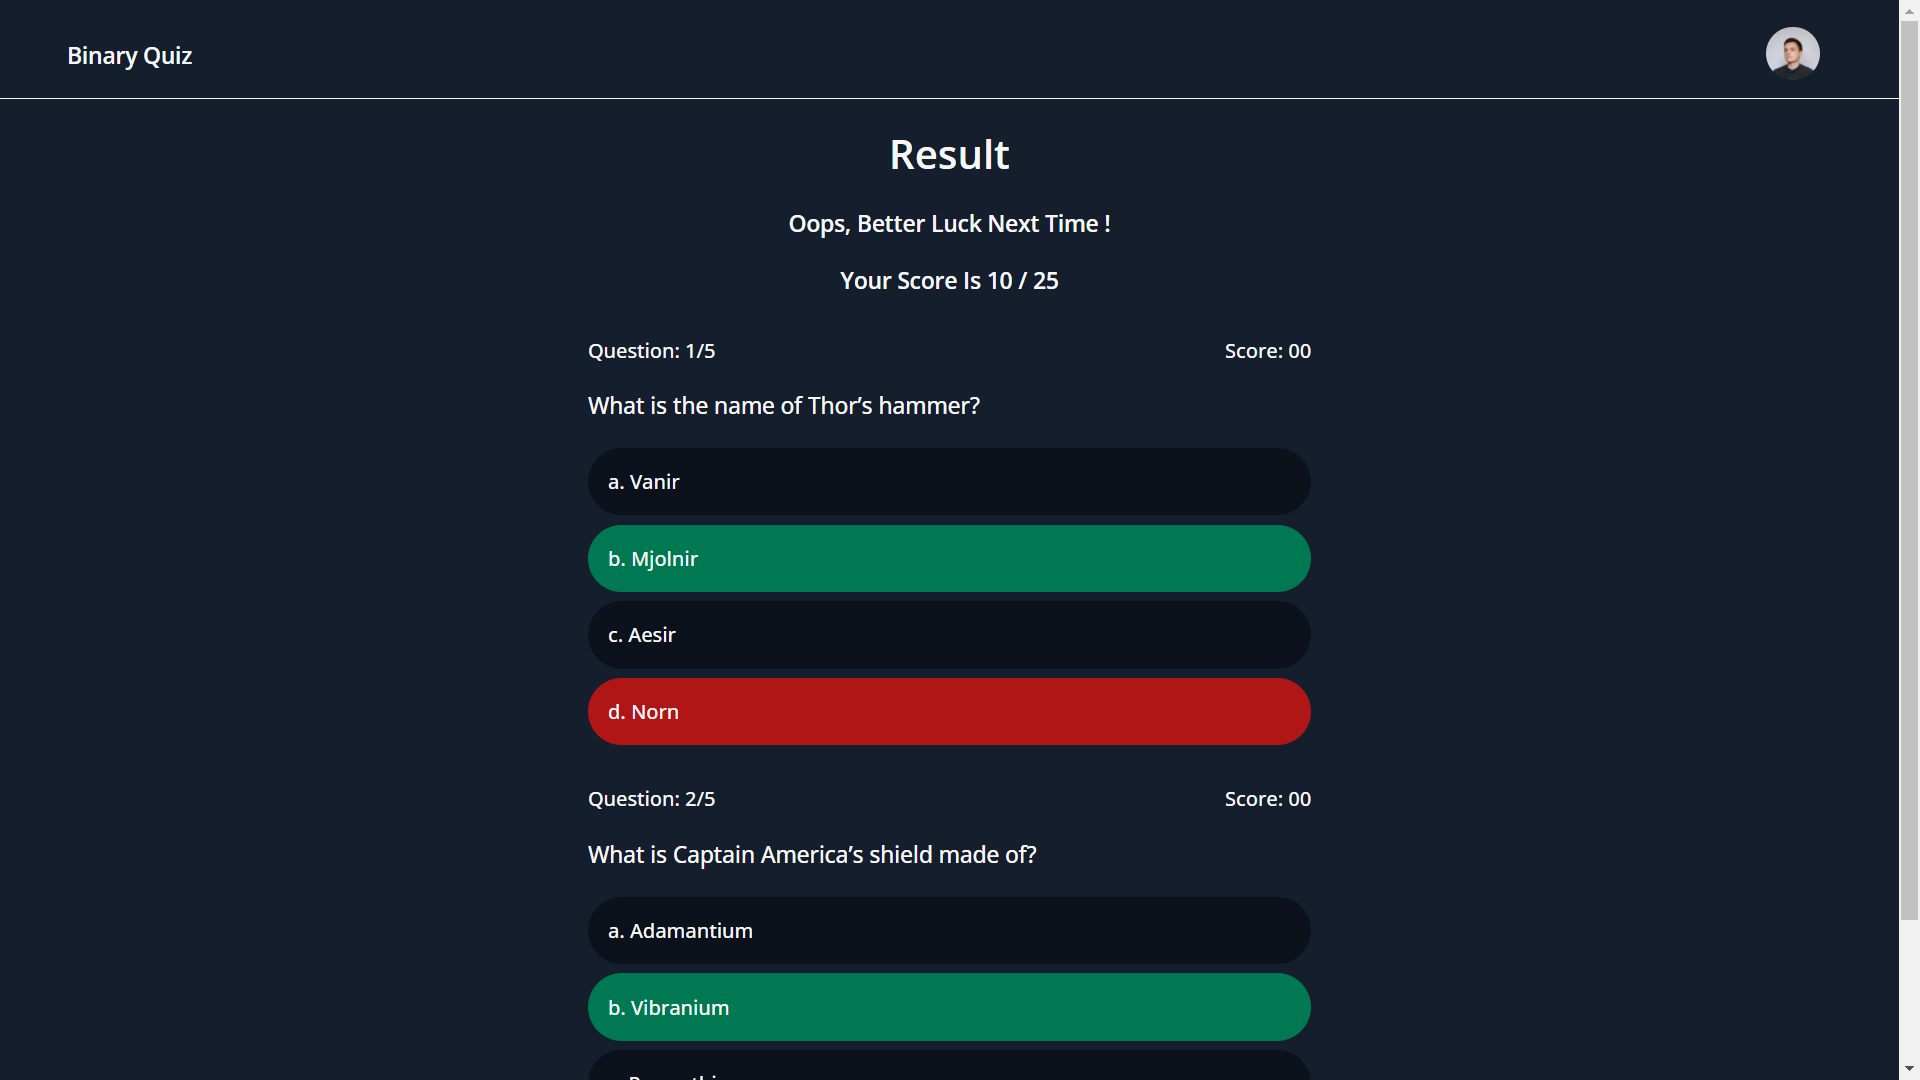 Binary Quiz
Result
Oops, Better Luck Next Time !
Your Score Is 10 / 25
Question: 1/5 Score: 00
What is the name of Thor’s hammer?
a. Vanir
b. Mjolnir
c. Aesir
d. Norn
Question: 2/5 Score: 00
What is Captain America’s shield made of?
a. Adamantium
b. Vibranium